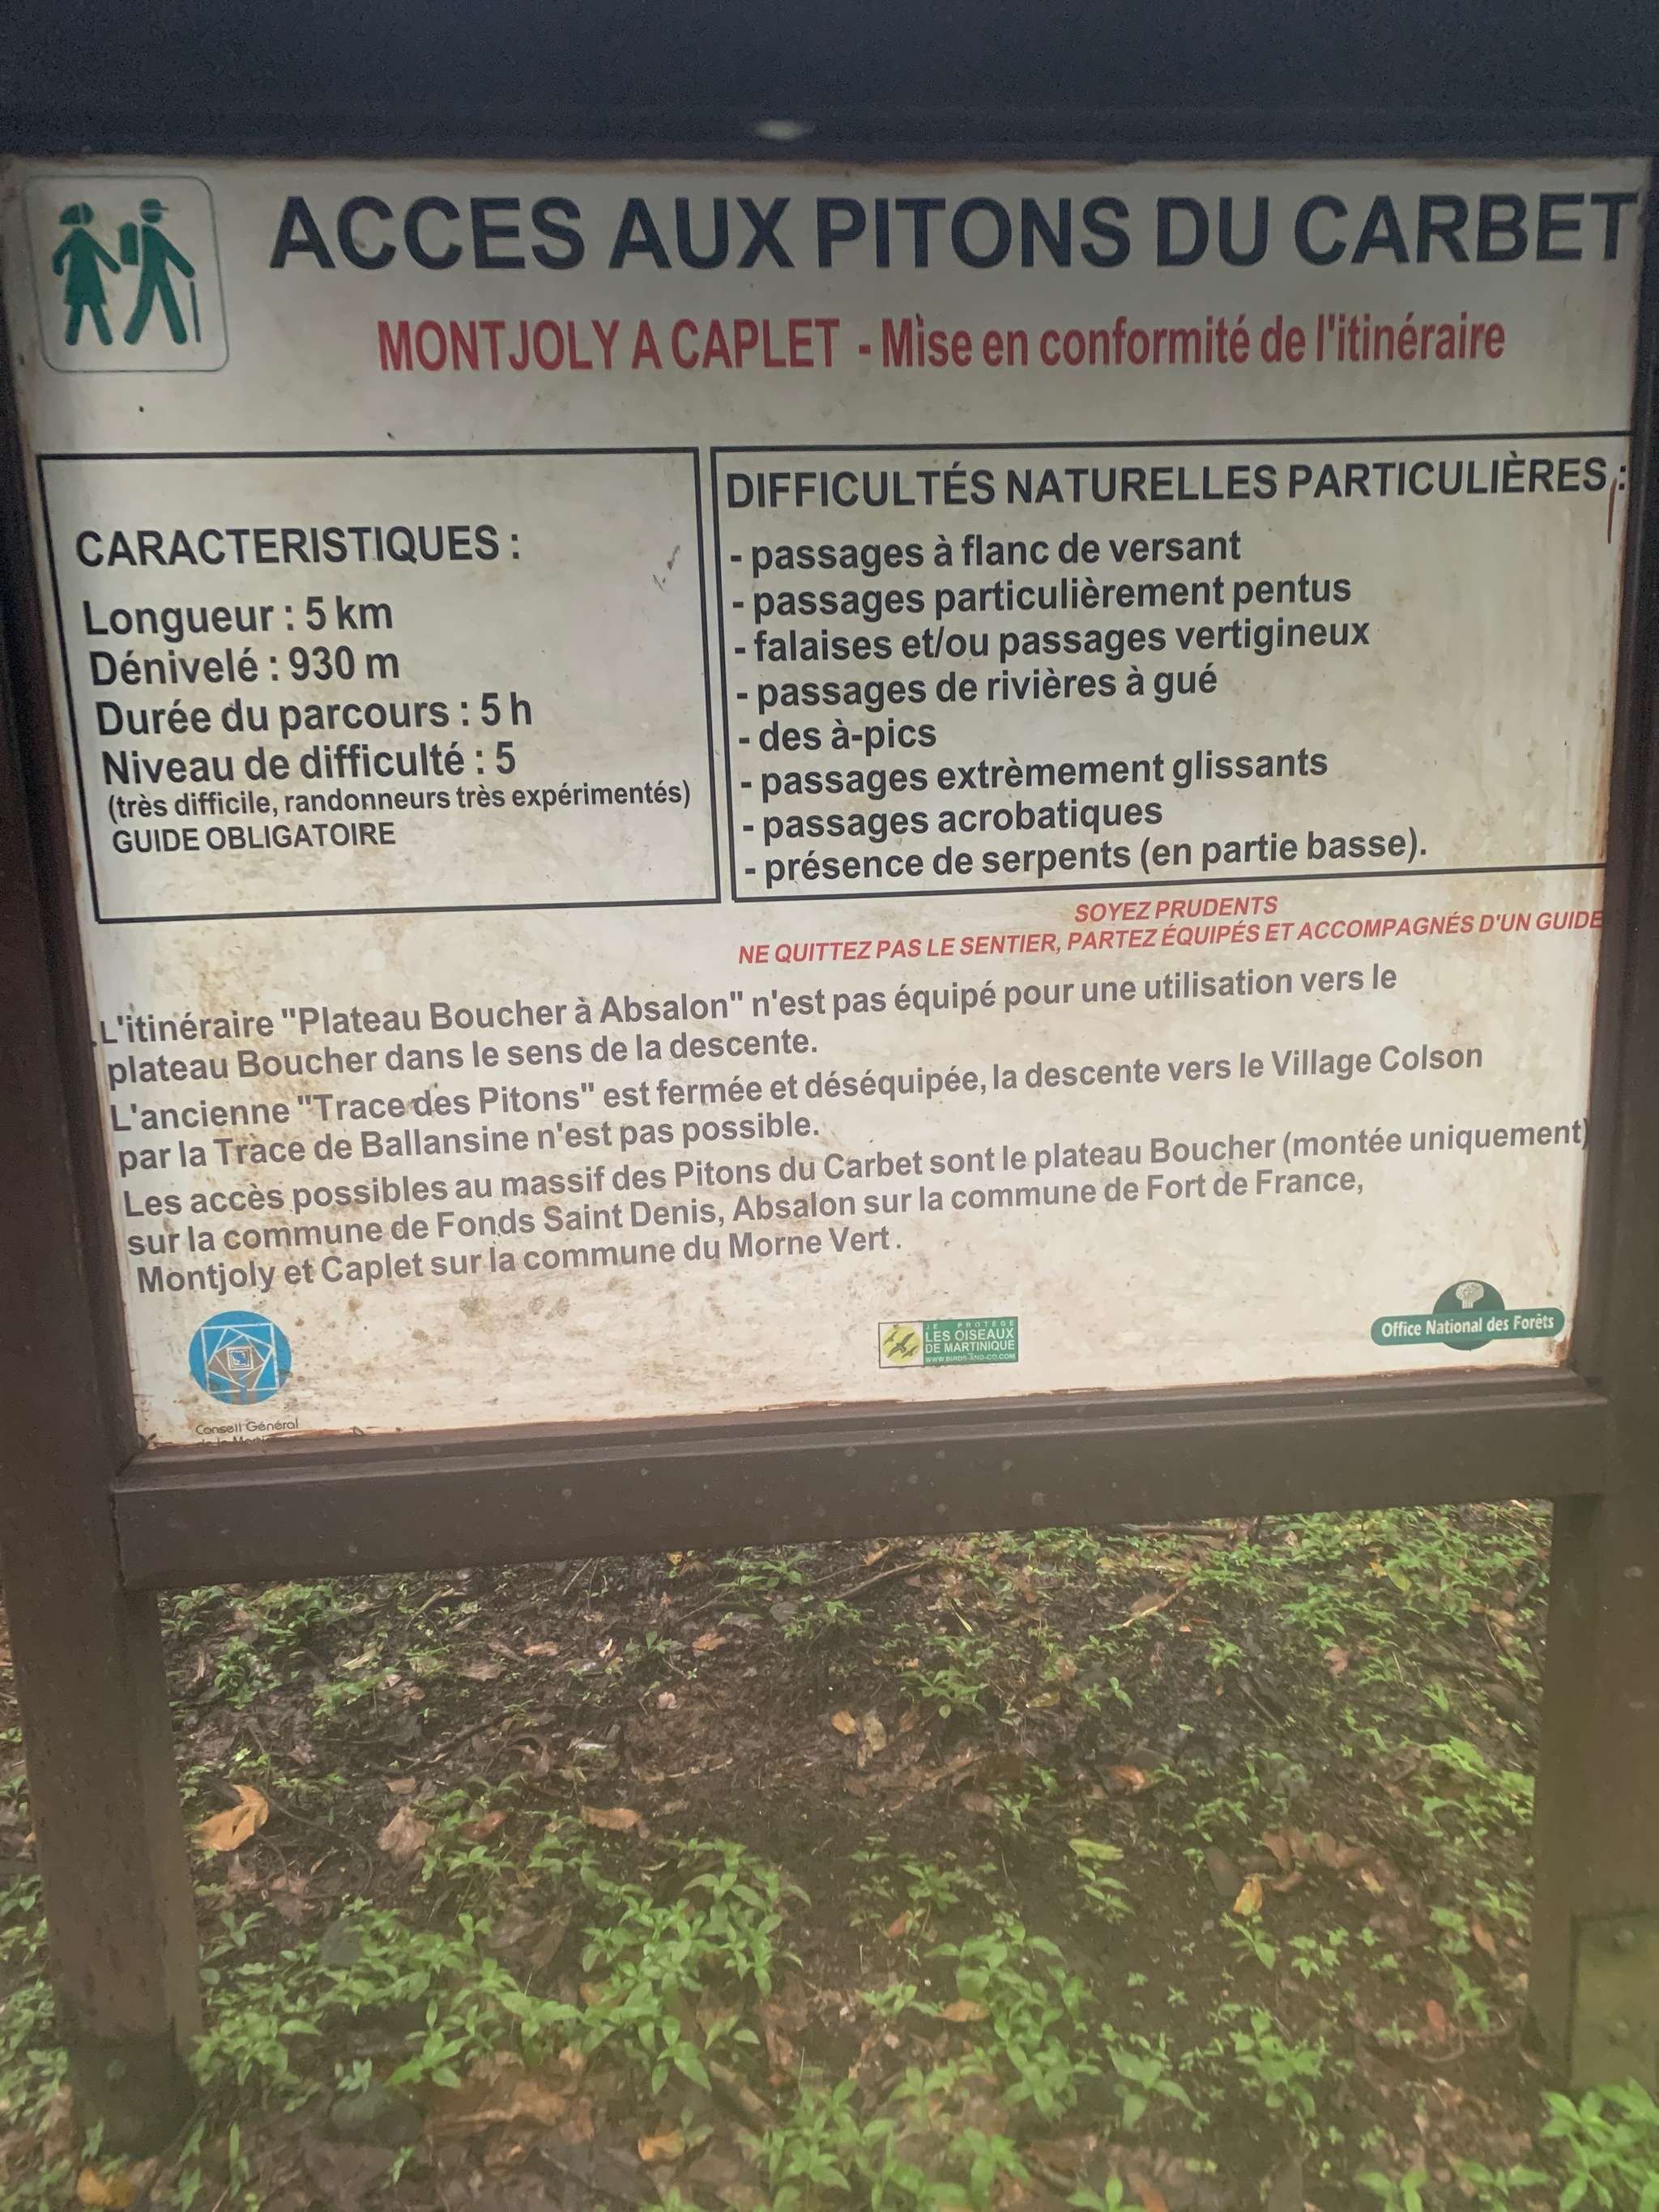 ACCES AUX PITONS DU CARBET
MONTJOLY A CAPLET - Mise en conformité de l'itinéraire
CARACTERISTIQUES :
Longueur : 5 km
Dénivelé : 930 m
Durée du parcours : 5 h
Niveau de difficulté : 5
(très difficile, randonneurs très expérimentés)
GUIDE OBLIGATOIRE
DIFFICULTÉS NATURELLES PARTICULIÈRES :
- passages à flanc de versant
- passages particulièrement pentus
- falaises et/ou passages vertigineux
- passages de rivières à gué
- des à-pics
- passages extrèmement glissants
- passages acrobatiques
- présence de serpents (en partie basse).
SOYEZ PRUDENTS
NE QUITTEZ PAS LE SENTIER, PARTEZ ÉQUIPÉS ET ACCOMPAGNÉS D'UN GUIDE
L'itinéraire "Plateau Boucher à Absalon" n'est pas équipé pour une utilisation vers le
plateau Boucher dans le sens de la descente.
L'ancienne "Trace des Pitons" est fermée et déséquipée, la descente vers le Village Colson
par la Trace de Ballansine n'est pas possible.
Les accès possibles au massif des Pitons du Carbet sont le plateau Boucher (montée uniquement)
sur la commune de Fonds Saint Denis, Absalon sur la commune de Fort de France,
Montjoly et Caplet sur la commune du Morne Vert.
Conseil Général
JE PROTÈGE
LES OISEAUX
DE MARTINIQUE
WWW.BIRDS-AND-CO.COM
Office National des Forêts